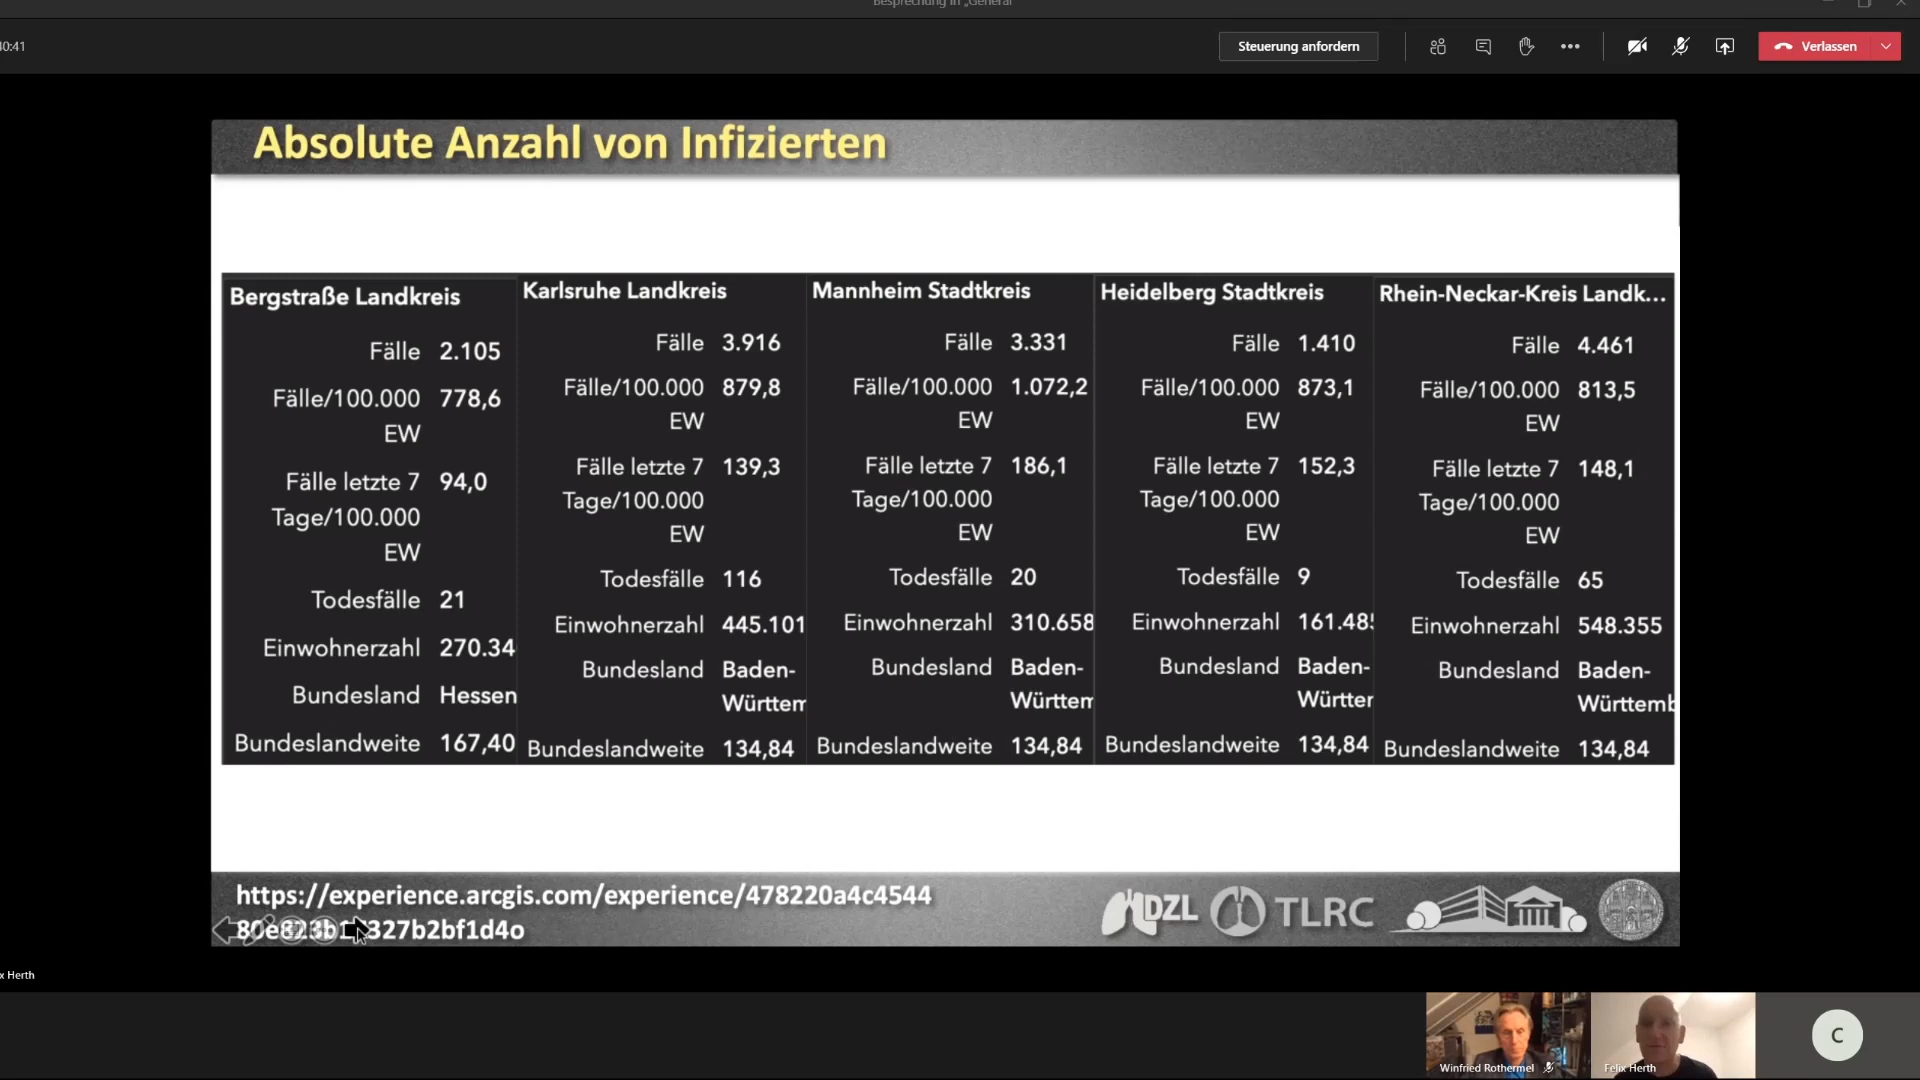 Besprechung in „General“
40:41
Steuerung anfordern
Verlassen
Absolute Anzahl von Infizierten
Bergstraße Landkreis
Fälle 2.105
Fälle/100.000 778,6
EW
Fälle letzte 7 94,0
Tage/100.000
EW
Todesfälle 21
Einwohnerzahl 270.34
Bundesland Hessen
Bundeslandweite 167,40
Karlsruhe Landkreis
Fälle 3.916
Fälle/100.000 879,8
EW
Fälle letzte 7 139,3
Tage/100.000
EW
Todesfälle 116
Einwohnerzahl 445.101
Bundesland Baden-
Württem
Bundeslandweite 134,84
Mannheim Stadtkreis
Fälle 3.331
Fälle/100.000 1.072,2
EW
Fälle letzte 7 186,1
Tage/100.000
EW
Todesfälle 20
Einwohnerzahl 310.658
Bundesland Baden-
Württem
Bundeslandweite 134,84
Heidelberg Stadtkreis
Fälle 1.410
Fälle/100.000 873,1
EW
Fälle letzte 7 152,3
Tage/100.000
EW
Todesfälle 9
Einwohnerzahl 161.485
Bundesland Baden-
Württer
Bundeslandweite 134,84
Rhein-Neckar-Kreis Landk...
Fälle 4.461
Fälle/100.000 813,5
EW
Fälle letzte 7 148,1
Tage/100.000
EW
Todesfälle 65
Einwohnerzahl 548.355
Bundesland Baden-
Württemb
Bundeslandweite 134,84
https://experience.arcgis.com/experience/478220a4c4544
327b2bf1d4o
DZL TLRC
x Herth
Winfried Rothermel
Felix Herth
C